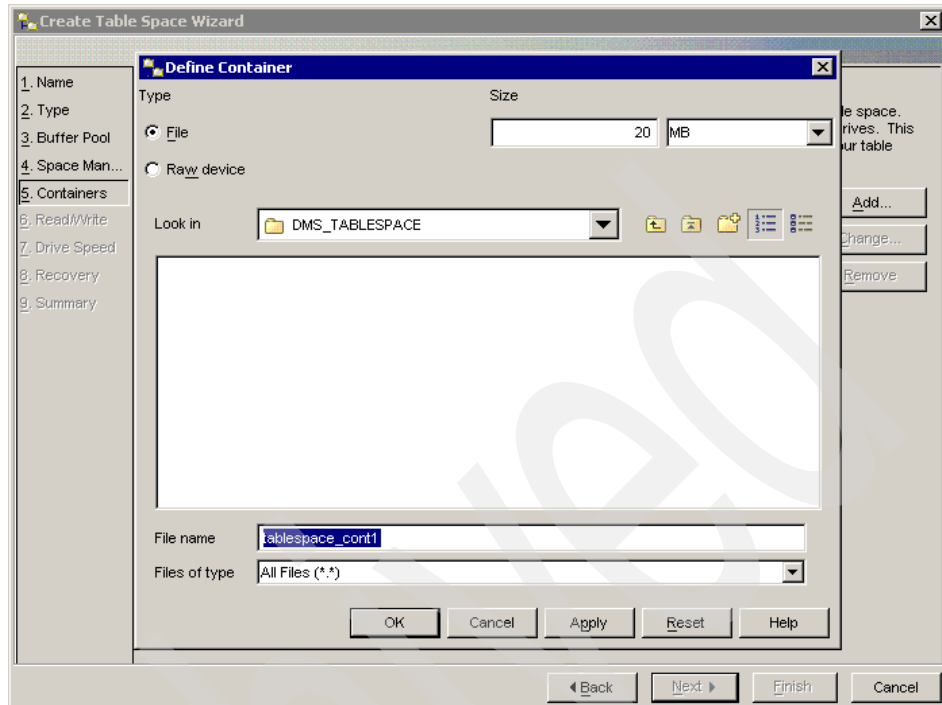 Create Table Space Wizard
Define Container
1. Name
2. Type
3. Buffer Pool
4. Space Man...
5. Containers
6. Read/Write
7. Drive Speed
8. Recovery
9. Summary
Type
Size
File
20 MB
Raw device
Look in DMS_TABLESPACE
File name tablespace_cont1
Files of type All Files (*.*)
OK Cancel Apply Reset Help
le space.
rives. This
ur table
Add...
Change...
Remove
Back Next Finish Cancel